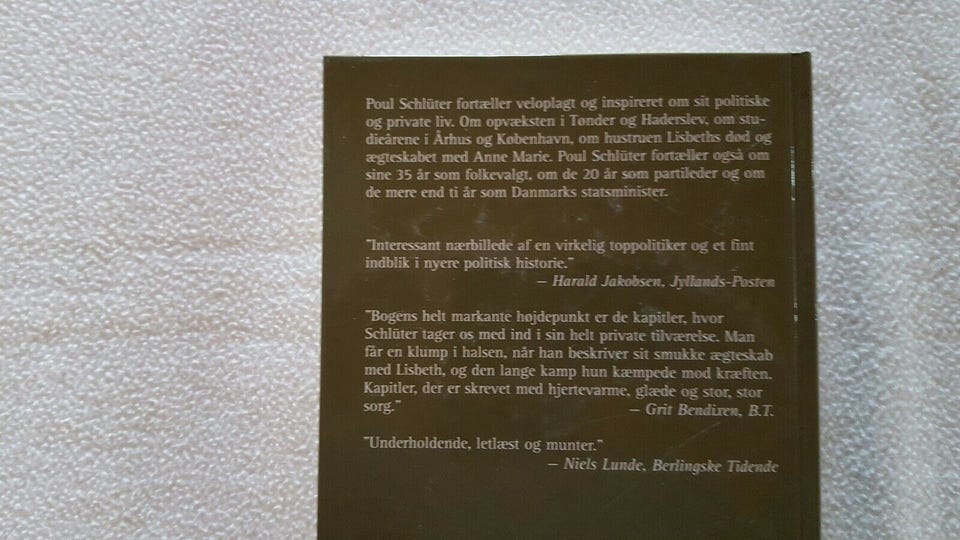 Poul Schlüter fortæller veloplagt og inspireret om sit politiske
og private liv. Om opvæksten i Tønder og Haderslev, om stu-
dieårene i Århus og København, om hustruen Lisbeths død og
ægteskabet med Anne Marie. Poul Schlüter fortæller også om
sine 35 år som folkevalgt, om de 20 år som partileder og om
de mere end ti år som Danmarks statsminister.
"Interessant nærbillede af en virkelig toppolitiker og et fint
indblik i nyere politisk historie."
– Harald Jakobsen, Jyllands-Posten
"Bogens helt markante højdepunkt er de kapitler, hvor
Schlüter tager os med ind i sin helt private tilværelse. Man
får en klump i halsen, når han beskriver sit smukke ægteskab
med Lisbeth, og den lange kamp hun kæmpede mod kræften.
Kapitler, der er skrevet med hjertevarme, glæde og stor, stor
sorg." – Grit Bendixen, B.T.
"Underholdende, letlæst og munter."
– Niels Lunde, Berlingske Tidende